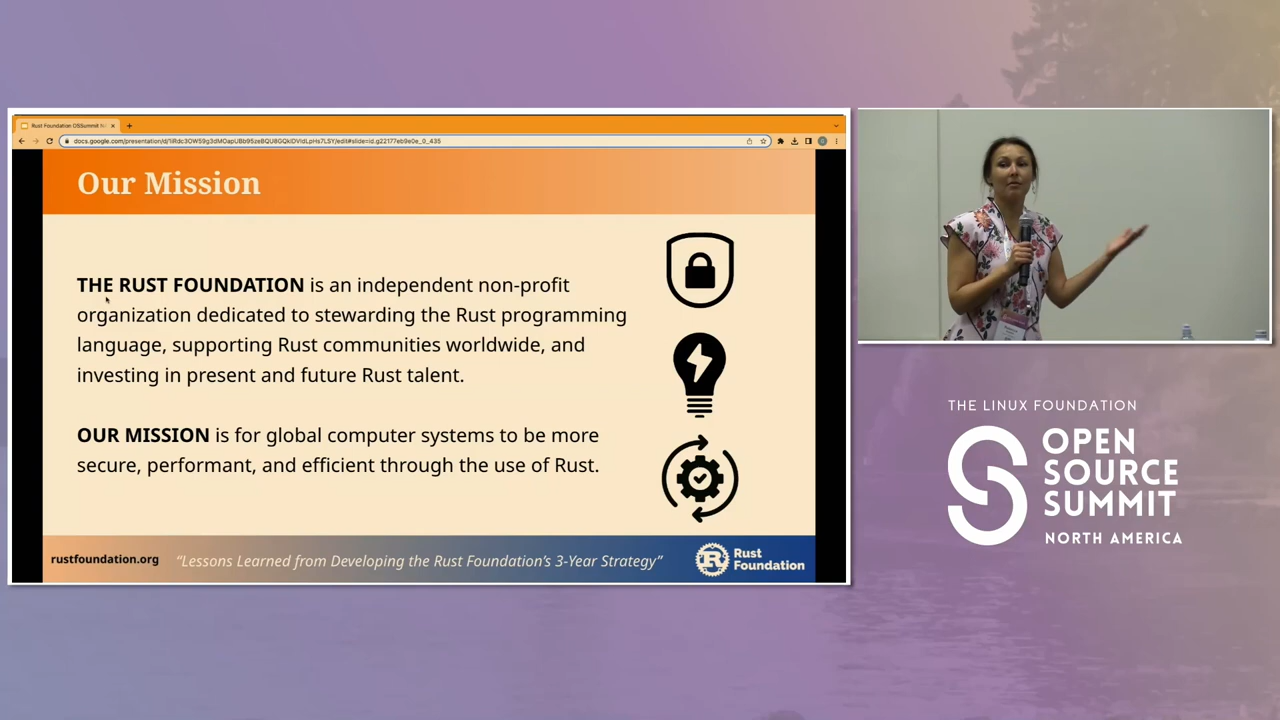 Rust Foundation OSSummit N
Our Mission
THE RUST FOUNDATION is an independent non-profit
organization dedicated to stewarding the Rust programming
language, supporting Rust communities worldwide, and
investing in present and future Rust talent.
OUR MISSION is for global computer systems to be more
secure, performant, and efficient through the use of Rust.
rustfoundation.org
“Lessons Learned from Developing the Rust Foundation’s 3-Year Strategy”
R
Rust
Foundation
THE LINUX FOUNDATION
OPEN
SOURCE
SUMMIT
NORTH AMERICA